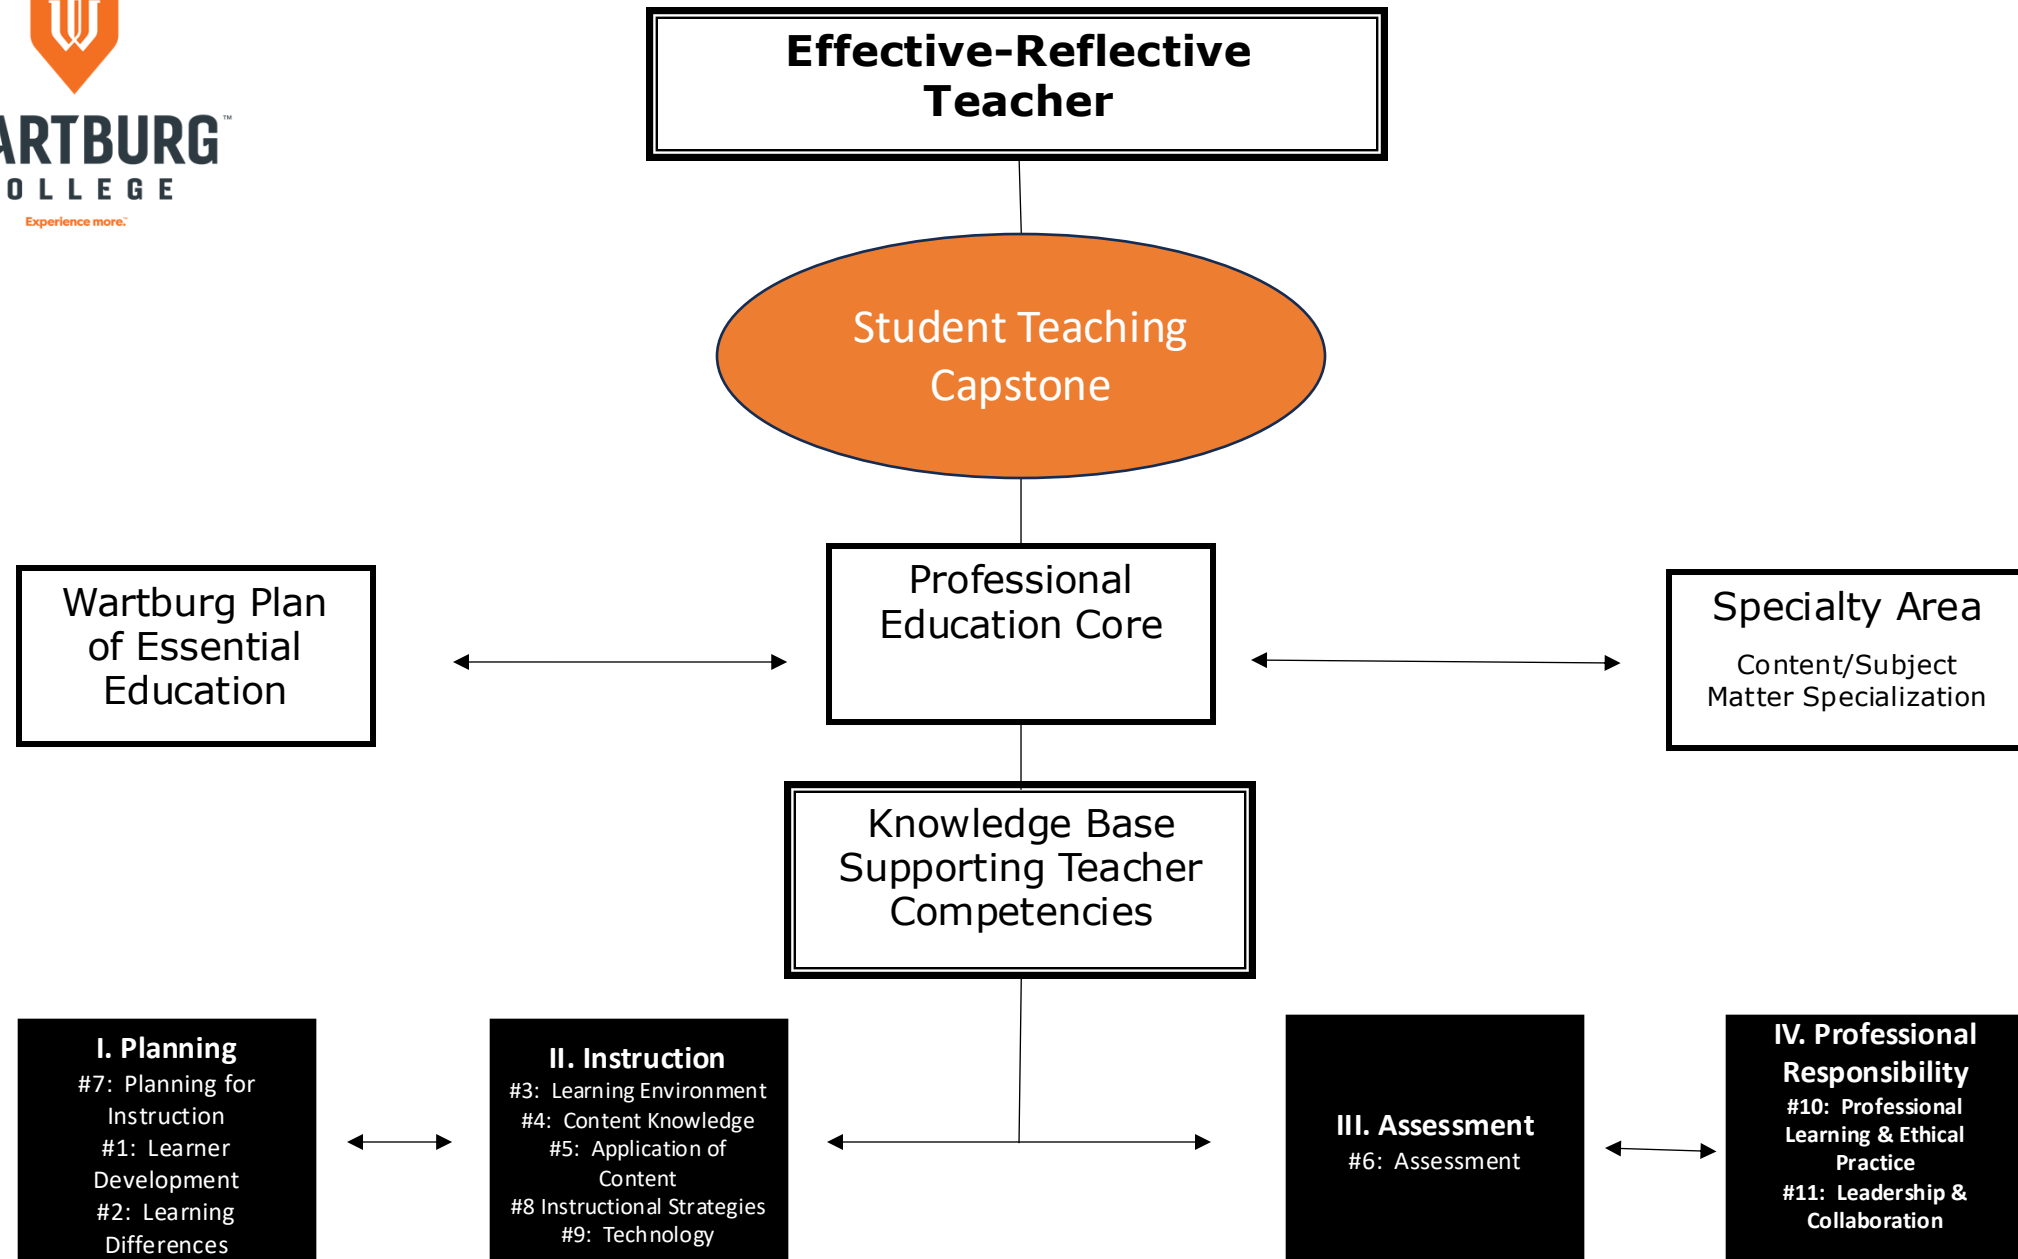 ARTBURG™
OLLEGE
Experience more.™
Effective-Reflective
Teacher
Student Teaching
Capstone
Wartburg Plan
of Essential
Education
Professional
Education Core
Specialty Area
Content/Subject
Matter Specialization
Knowledge Base
Supporting Teacher
Competencies
I. Planning
#7: Planning for
Instruction
#1: Learner
Development
#2: Learning
Differences
II. Instruction
#3: Learning Environment
#4: Content Knowledge
#5: Application of
Content
#8 Instructional Strategies
#9: Technology
III. Assessment
#6: Assessment
IV. Professional
Responsibility
#10: Professional
Learning & Ethical
Practice
#11: Leadership &
Collaboration